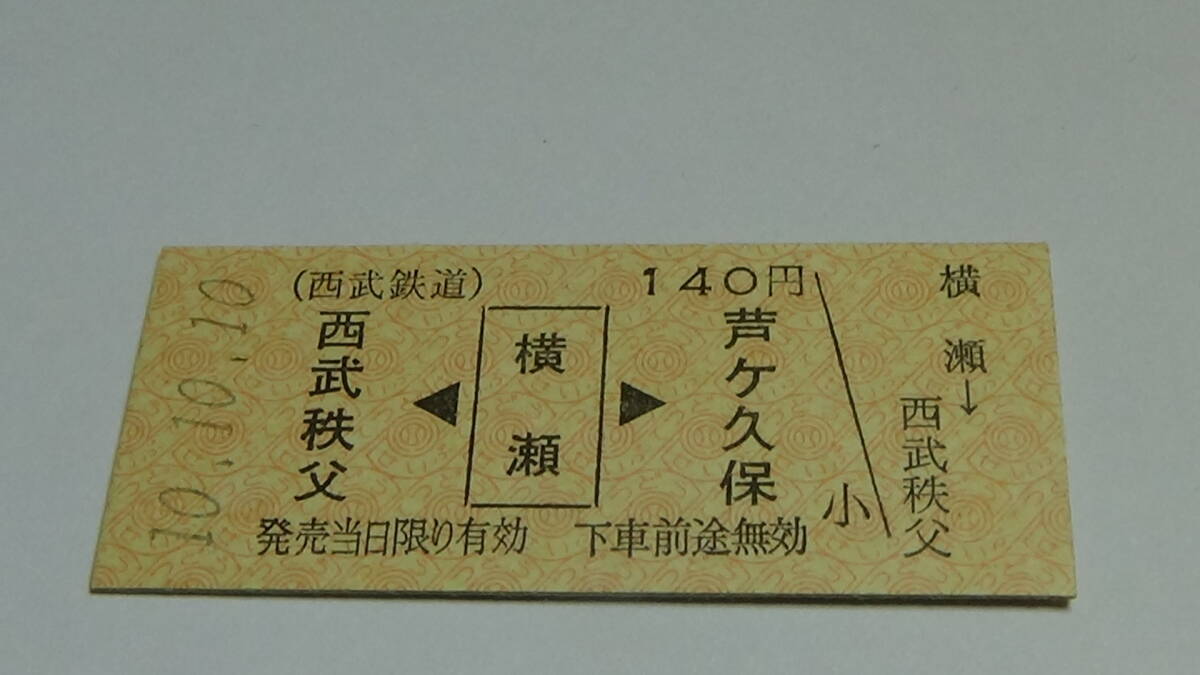 10.10.10
(西武鉄道)
140円
西武秩父
横瀬
芦ケ久保
発売当日限り有効 下車前途無効
小
横瀬→西武秩父